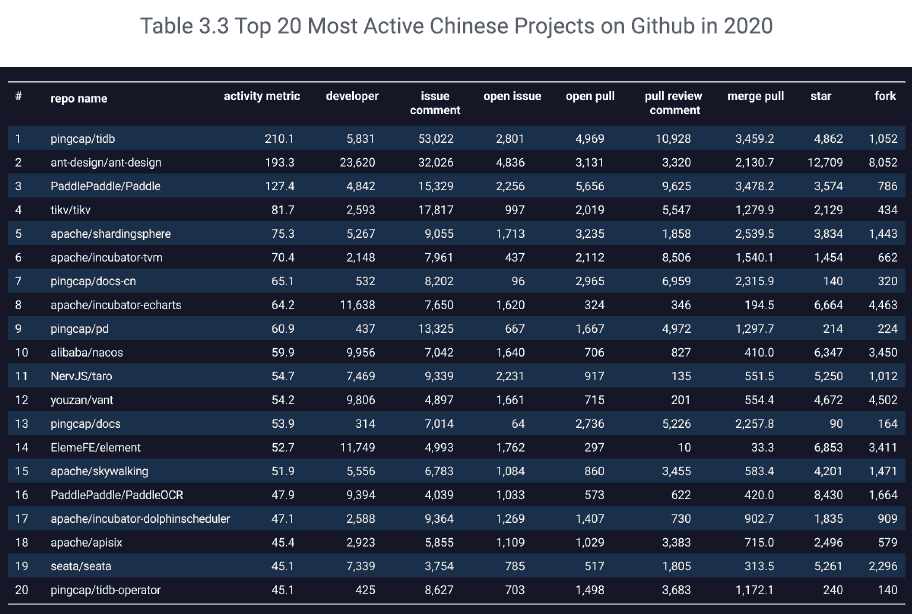 Table 3.3 Top 20 Most Active Chinese Projects on Github in 2020
# repo name activity metric developer issue comment open issue open pull pull review comment merge pull star fork
1 pingcap/tidb 210.1 5,831 53,022 2,801 4,969 10,928 3,459.2 4,862 1,052
2 ant-design/ant-design 193.3 23,620 32,026 4,836 3,131 3,320 2,130.7 12,709 8,052
3 PaddlePaddle/Paddle 127.4 4,842 15,329 2,256 5,656 9,625 3,478.2 3,574 786
4 tikv/tikv 81.7 2,593 17,817 997 2,019 5,547 1,279.9 2,129 434
5 apache/shardingsphere 75.3 5,267 9,055 1,713 3,235 1,858 2,539.5 3,834 1,443
6 apache/incubator-tvm 70.4 2,148 7,961 437 2,112 8,506 1,540.1 1,454 662
7 pingcap/docs-cn 65.1 532 8,202 96 2,965 6,959 2,315.9 140 320
8 apache/incubator-echarts 64.2 11,638 7,650 1,620 324 346 194.5 6,664 4,463
9 pingcap/pd 60.9 437 13,325 667 1,667 4,972 1,297.7 214 224
10 alibaba/nacos 59.9 9,956 7,042 1,640 706 827 410.0 6,347 3,450
11 NervJS/taro 54.7 7,469 9,339 2,231 917 135 551.5 5,250 1,012
12 youzan/vant 54.2 9,806 4,897 1,661 715 201 554.4 4,672 4,502
13 pingcap/docs 53.9 314 7,014 64 2,736 5,226 2,257.8 90 164
14 ElemeFE/element 52.7 11,749 4,993 1,762 297 10 33.3 6,853 3,411
15 apache/skywalking 51.9 5,556 6,783 1,084 860 3,455 583.4 4,201 1,471
16 PaddlePaddle/PaddleOCR 47.9 9,394 4,039 1,033 573 622 420.0 8,430 1,664
17 apache/incubator-dolphinscheduler 47.1 2,588 9,364 1,269 1,407 730 902.7 1,835 909
18 apache/apisix 45.4 2,923 5,855 1,109 1,029 3,383 715.0 2,496 579
19 seata/seata 45.1 7,339 3,754 785 517 1,805 313.5 5,261 2,296
20 pingcap/tidb-operator 45.1 425 8,627 703 1,498 3,683 1,172.1 240 140